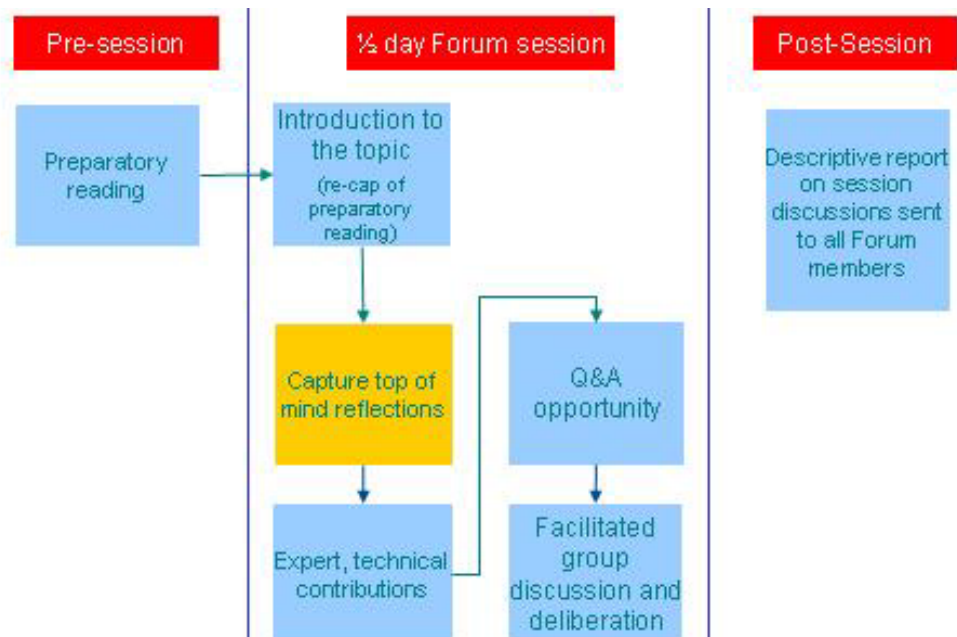 Pre-session
½ day Forum session
Post-Session
Preparatory
reading
Introduction to
the topic
(re-cap of
preparatory
reading)
Capture top of
mind reflections
Expert, technical
contributions
Q&A
opportunity
Facilitated
group
discussion and
deliberation
Descriptive report
on session
discussions sent
to all Forum
members